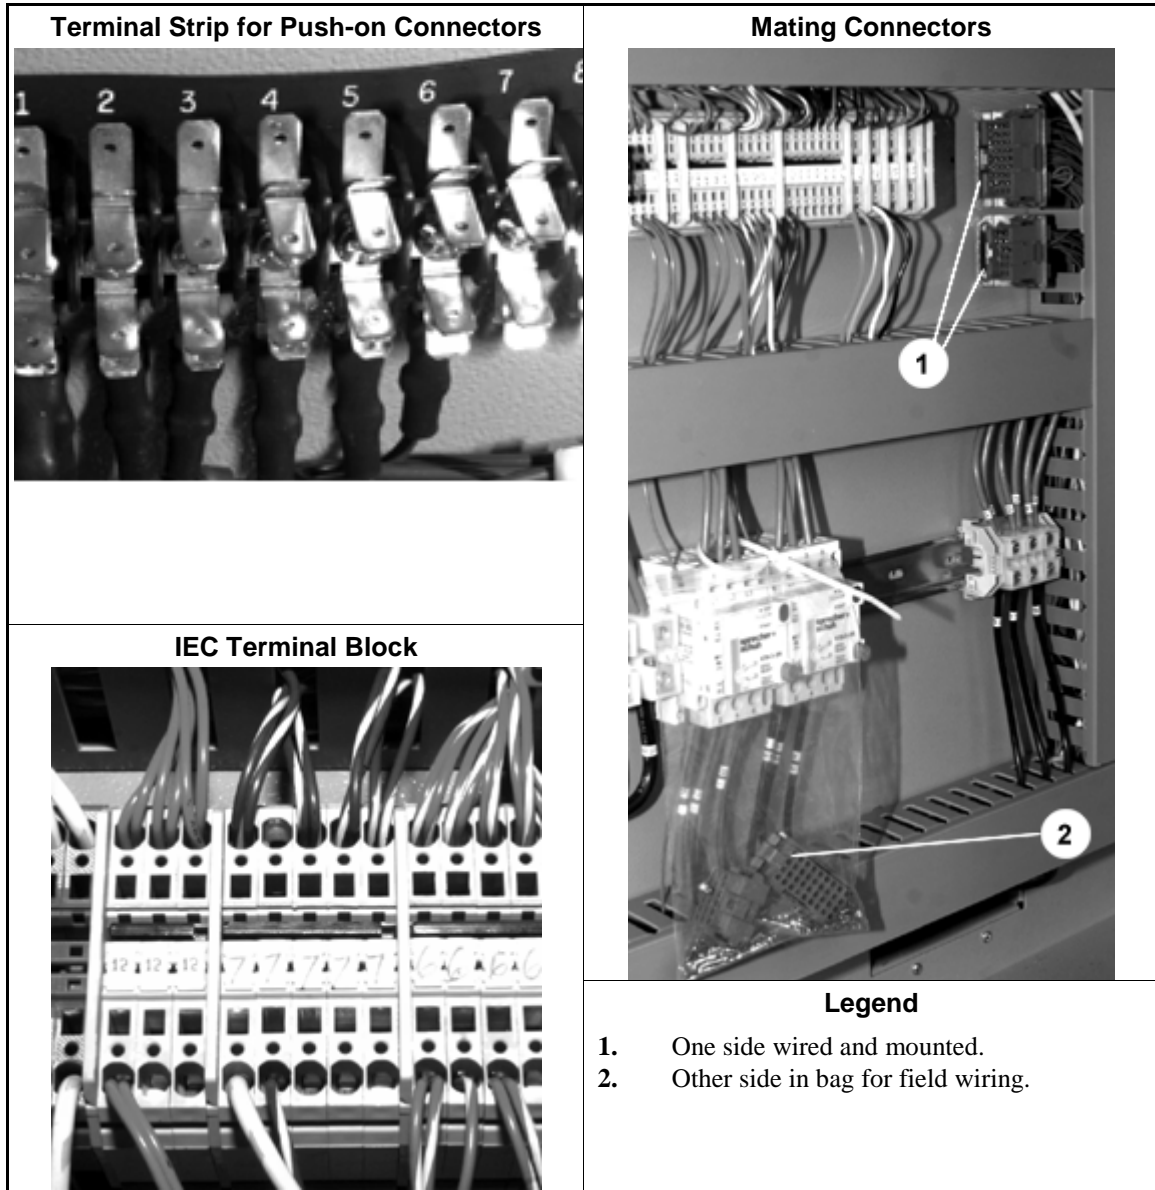 Terminal Strip for Push-on Connectors
1 2 3 4 5 6 7 8
Mating Connectors
1
2
IEC Terminal Block
12 12 12 7 7 7 7 7 6 6 6 6
Legend
1. One side wired and mounted.
2. Other side in bag for field wiring.